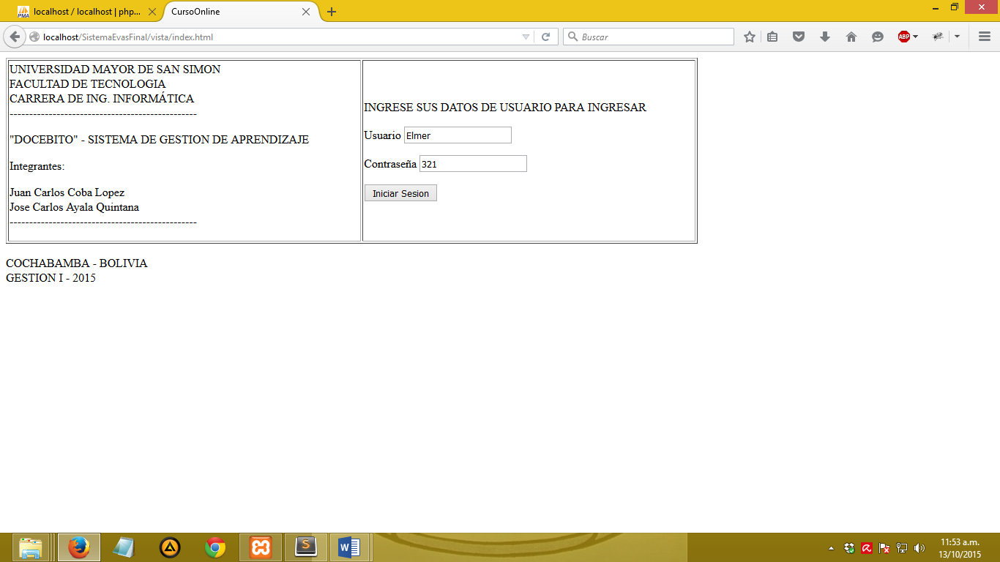 localhost / localhost | php...
CursoOnline
localhost/SistemaEvasFinal/vista/index.html
Buscar
ABP
UNIVERSIDAD MAYOR DE SAN SIMON
FACULTAD DE TECNOLOGIA
CARRERA DE ING. INFORMÁTICA
------------------------------------------------
"DOCEBITO" - SISTEMA DE GESTION DE APRENDIZAJE
Integrantes:
Juan Carlos Coba Lopez
Jose Carlos Ayala Quintana
------------------------------------------------
INGRESE SUS DATOS DE USUARIO PARA INGRESAR
Usuario Elmer
Contraseña 321
Iniciar Sesion
COCHABAMBA - BOLIVIA
GESTION I - 2015
11:53 a.m.
13/10/2015